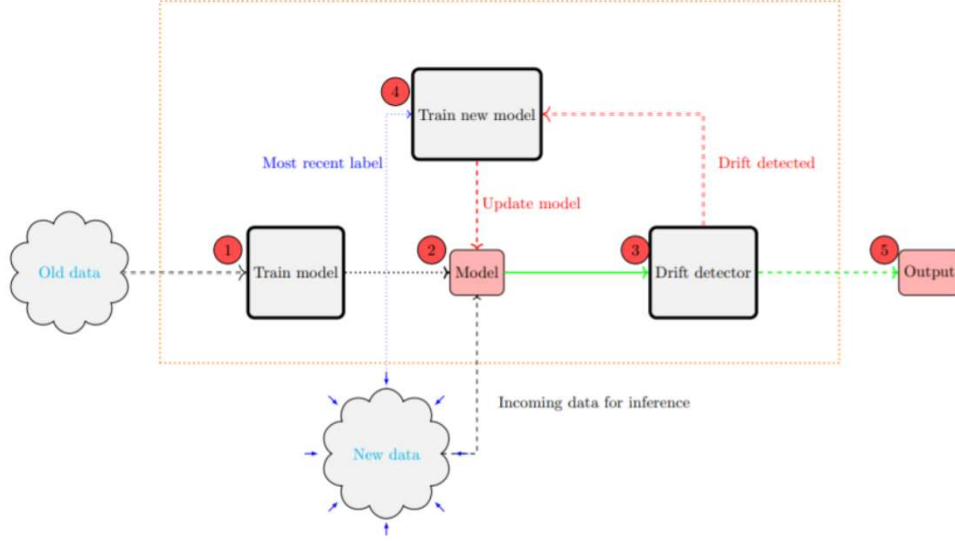 4
Train new model
Most recent label
Drift detected
Update model
Old data
1
Train model
2
Model
3
Drift detector
5
Output
Incoming data for inference
New data